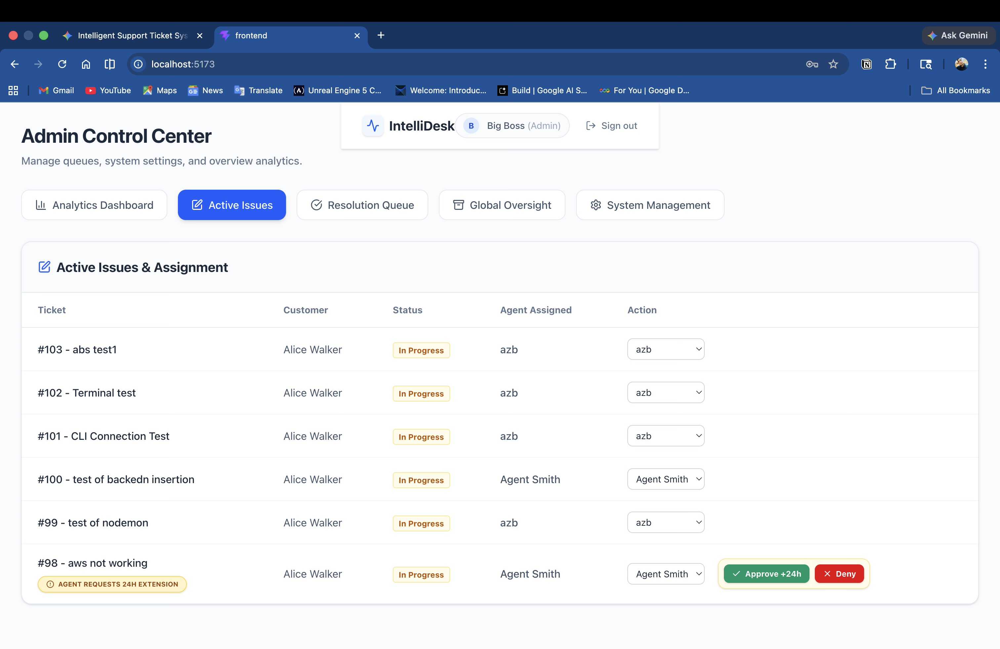 Intelligent Support Ticket Sys
frontend
Ask Gemini
localhost:5173
Gmail
YouTube
Maps
News
Translate
Unreal Engine 5 C...
Welcome: Introduc...
Build | Google AI S...
For You | Google D...
All Bookmarks
IntelliDesk
B
Big Boss (Admin)
Sign out
Admin Control Center
Manage queues, system settings, and overview analytics.
Analytics Dashboard
Active Issues
Resolution Queue
Global Oversight
System Management
Active Issues & Assignment
Ticket Customer Status Agent Assigned Action
#103 - abs test1 Alice Walker In Progress azb azb
#102 - Terminal test Alice Walker In Progress azb azb
#101 - CLI Connection Test Alice Walker In Progress azb azb
#100 - test of backedn insertion Alice Walker In Progress Agent Smith Agent Smith
#99 - test of nodemon Alice Walker In Progress azb azb
#98 - aws not working Alice Walker In Progress Agent Smith Agent Smith Approve +24h Deny
AGENT REQUESTS 24H EXTENSION